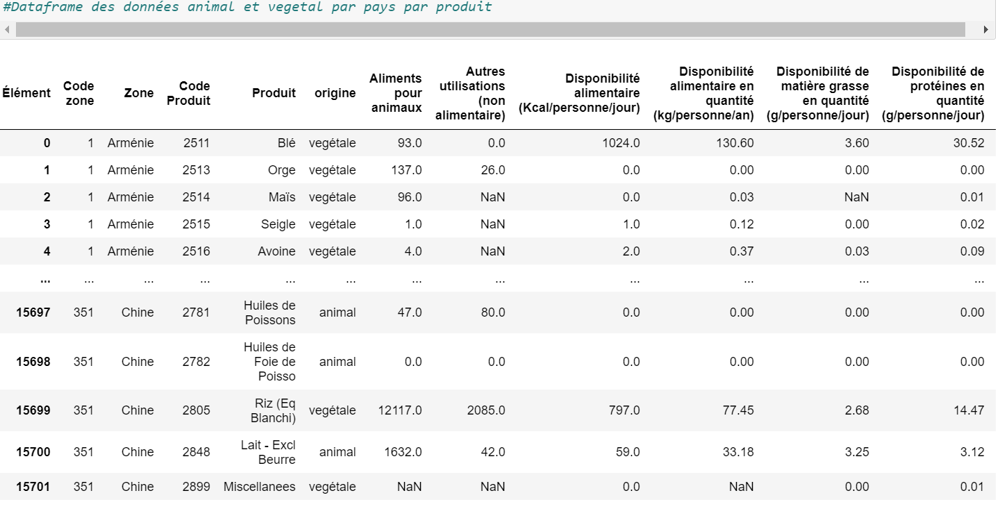 #Dataframe des données animal et vegetal par pays par produit
Élément Code zone Zone Code Produit Produit origine Aliments pour animaux Autres utilisations (non alimentaire) Disponibilité alimentaire (Kcal/personne/jour) Disponibilité alimentaire en quantité (kg/personne/an) Disponibilité de matière grasse en quantité (g/personne/jour) Disponibilité de protéines en quantité (g/personne/jour)
0 1 Arménie 2511 Blé vegétale 93.0 0.0 1024.0 130.60 3.60 30.52
1 1 Arménie 2513 Orge vegétale 137.0 26.0 0.0 0.00 0.00 0.00
2 1 Arménie 2514 Maïs vegétale 96.0 NaN 0.0 0.03 NaN 0.01
3 1 Arménie 2515 Seigle vegétale 1.0 NaN 1.0 0.12 0.00 0.02
4 1 Arménie 2516 Avoine vegétale 4.0 NaN 2.0 0.37 0.03 0.09
... ... ... ... ... ... ... ... ... ... ... ...
15697 351 Chine 2781 Huiles de Poissons animal 47.0 80.0 0.0 0.00 0.00 0.00
15698 351 Chine 2782 Huiles de Foie de Poisso animal 0.0 0.0 0.0 0.00 0.00 0.00
15699 351 Chine 2805 Riz (Eq Blanchi) vegétale 12117.0 2085.0 797.0 77.45 2.68 14.47
15700 351 Chine 2848 Lait - Excl Beurre animal 1632.0 42.0 59.0 33.18 3.25 3.12
15701 351 Chine 2899 Miscellanees vegétale NaN NaN 0.0 NaN 0.00 0.01